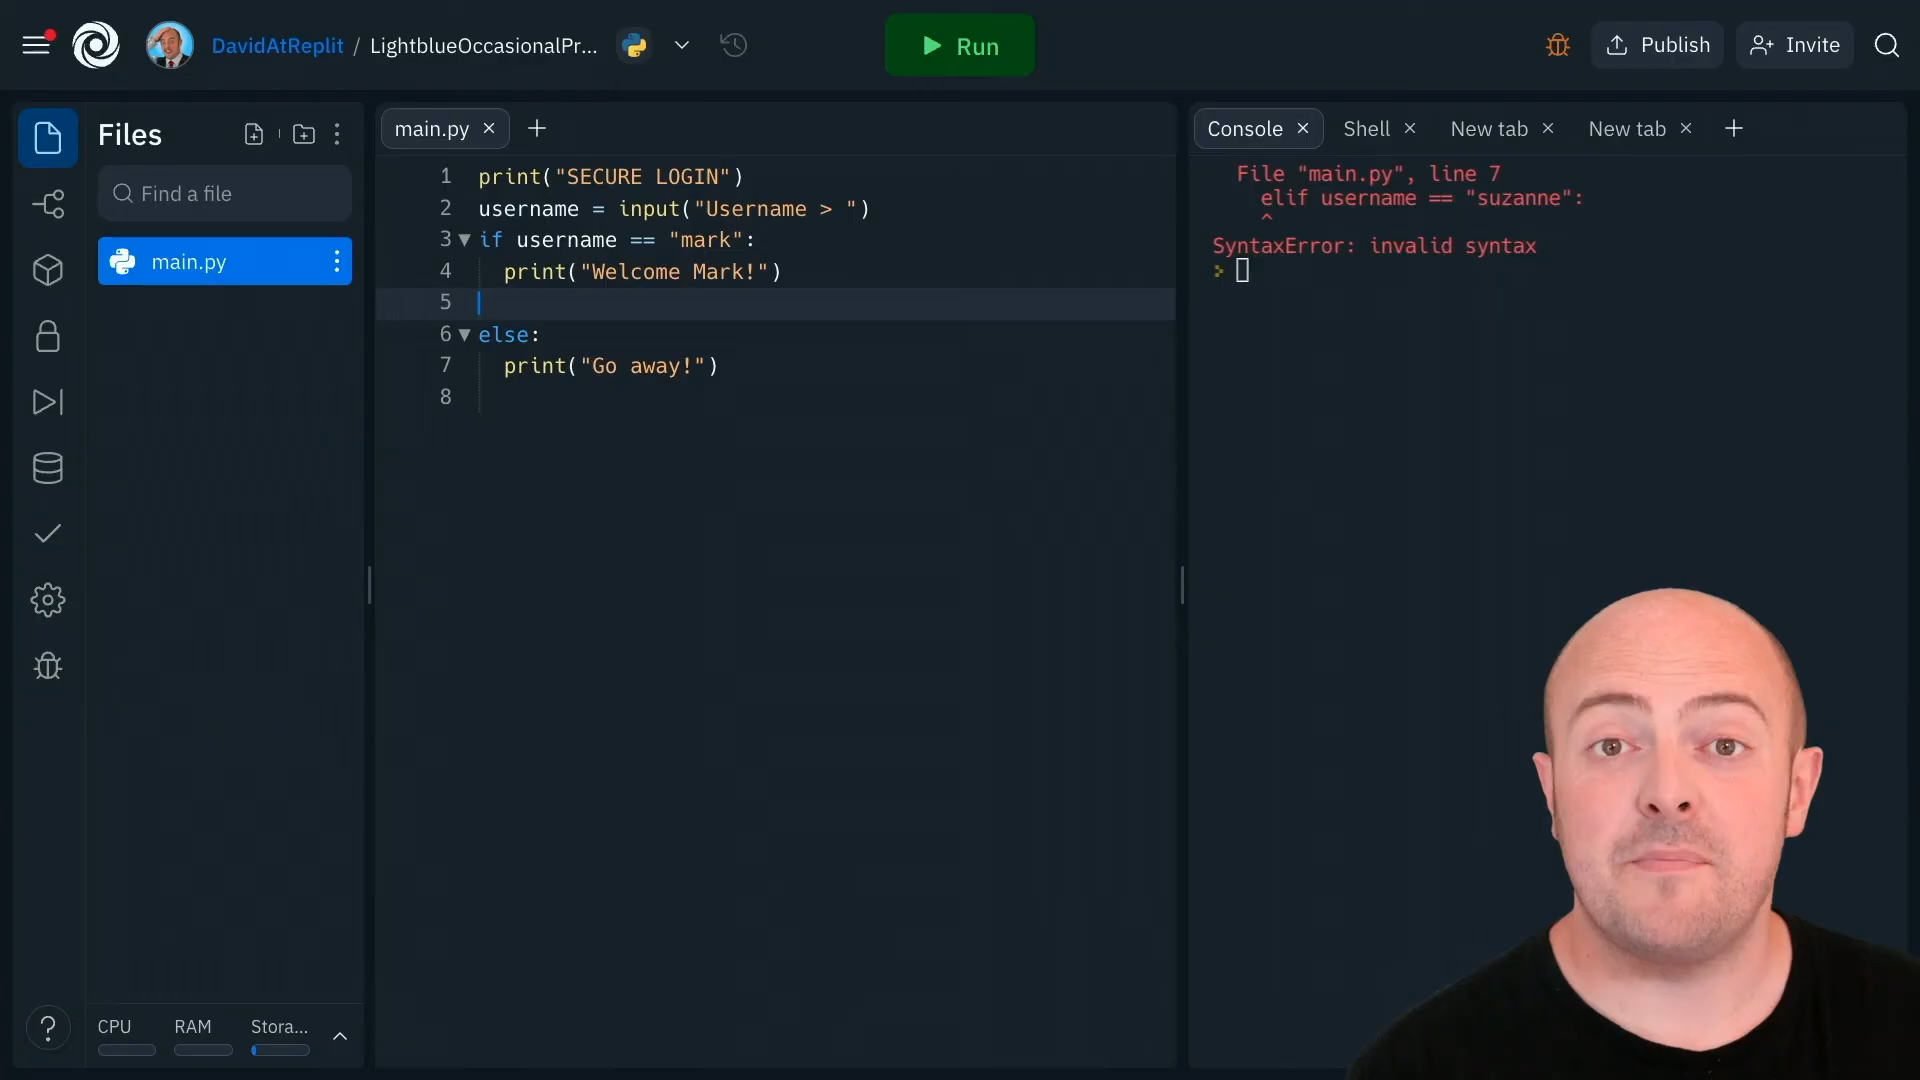 DavidAtReplit / LightblueOccasionalPr...
Run
Publish
Invite
Files
Find a file
main.py
CPU
RAM
Stora...
main.py
1 print("SECURE LOGIN")
2 username = input("Username > ")
3 if username == "mark":
4 print("Welcome Mark!")
5
6 else:
7 print("Go away!")
8
Console
Shell
New tab
New tab
File "main.py", line 7
elif username == "suzanne":
^
SyntaxError: invalid syntax